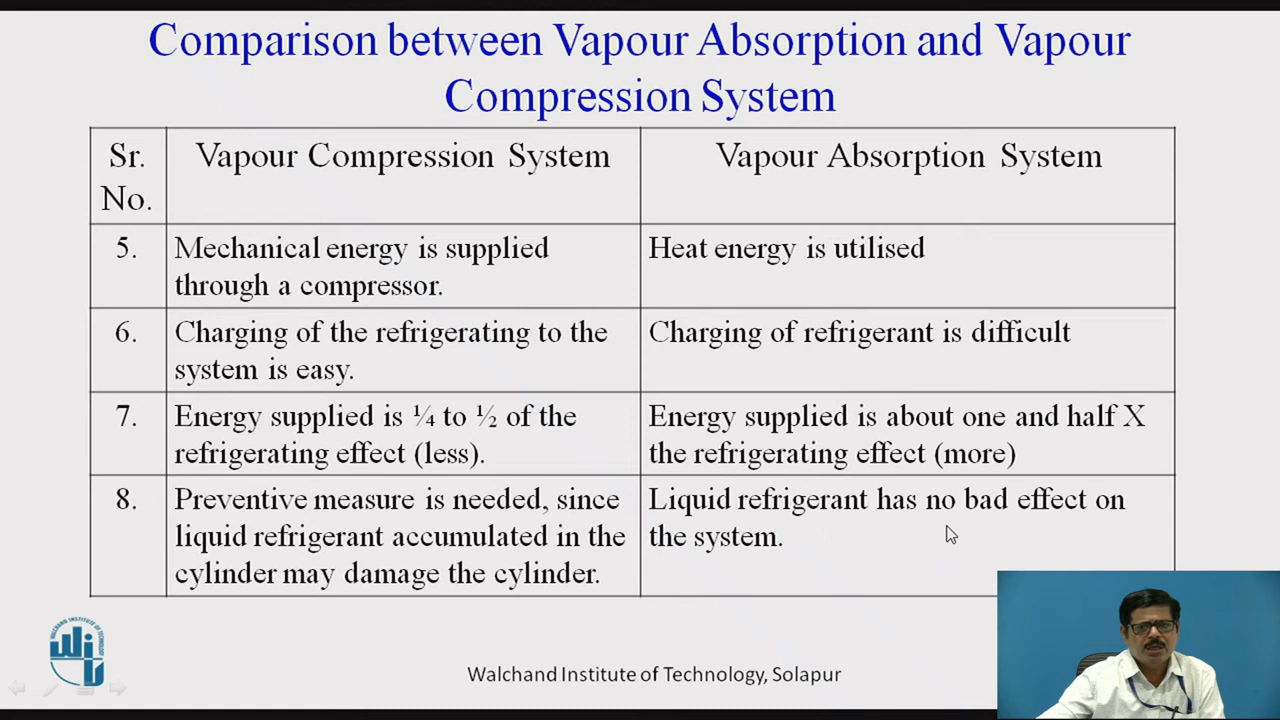 Comparison between Vapour Absorption and Vapour
Compression System
Sr.
No.
Vapour Compression System
Vapour Absorption System
5.
Mechanical energy is supplied
through a compressor.
Heat energy is utilised
6.
Charging of the refrigerating to the
system is easy.
Charging of refrigerant is difficult
7.
Energy supplied is ¼ to ½ of the
refrigerating effect (less).
Energy supplied is about one and half X
the refrigerating effect (more)
8.
Preventive measure is needed, since
liquid refrigerant accumulated in the
cylinder may damage the cylinder.
Liquid refrigerant has no bad effect on
the system.
WALCHAND INSTITUTE OF TECHNOLOGY
WIT
Walchand Institute of Technology, Solapur